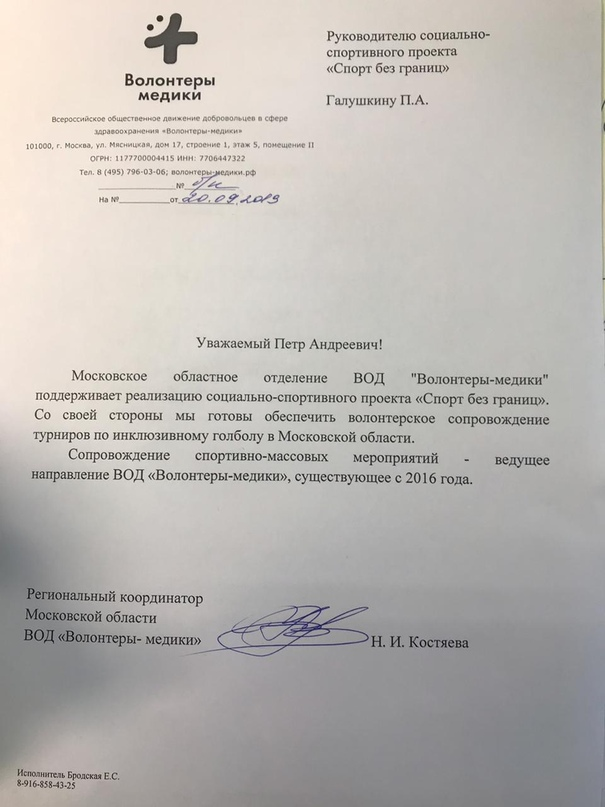 Волонтеры
медики
Всероссийское общественное движение добровольцев в сфере
здравоохранения «Волонтеры-медики»
101000, г. Москва, ул. Мясницкая, дом 17, строение 1, этаж 5, помещение II
ОГРН: 1177700004415 ИНН: 7706447322
Тел. 8 (495) 796-03-06; волонтеры-медики.рф
№ б/н
На № от 20.09.2019
Руководителю социально-
спортивного проекта
«Спорт без границ»
Галушкину П.А.
Уважаемый Петр Андреевич!
Московское областное отделение ВОД "Волонтеры-медики"
поддерживает реализацию социально-спортивного проекта «Спорт без границ».
Со своей стороны мы готовы обеспечить волонтерское сопровождение
турниров по инклюзивному голболу в Московской области.
Сопровождение спортивно-массовых мероприятий - ведущее
направление ВОД «Волонтеры-медики», существующее с 2016 года.
Региональный координатор
Московской области
ВОД «Волонтеры- медики»
Н. И. Костяева
Исполнитель Бродская Е.С.
8-916-858-43-25